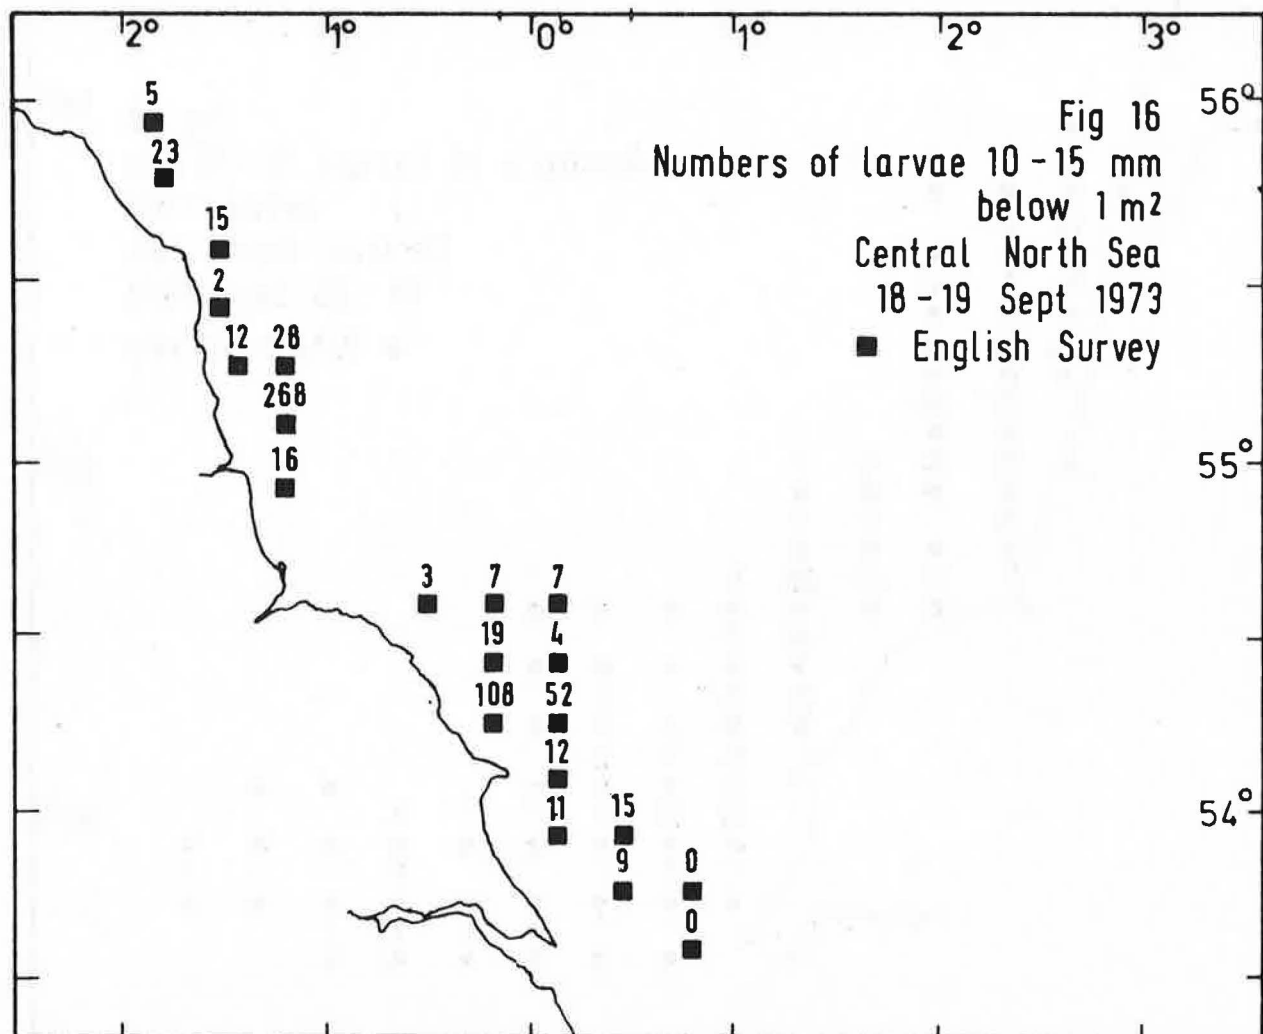 2° 1° 0° 1° 2° 3°
56°
Fig 16
Numbers of larvae 10 - 15 mm
below 1 m²
Central North Sea
18 - 19 Sept 1973
English Survey
5
23
15
2
12 28
268
16
55°
3 7 7
19 4
108 52
12
11 15
54°
9 0
0